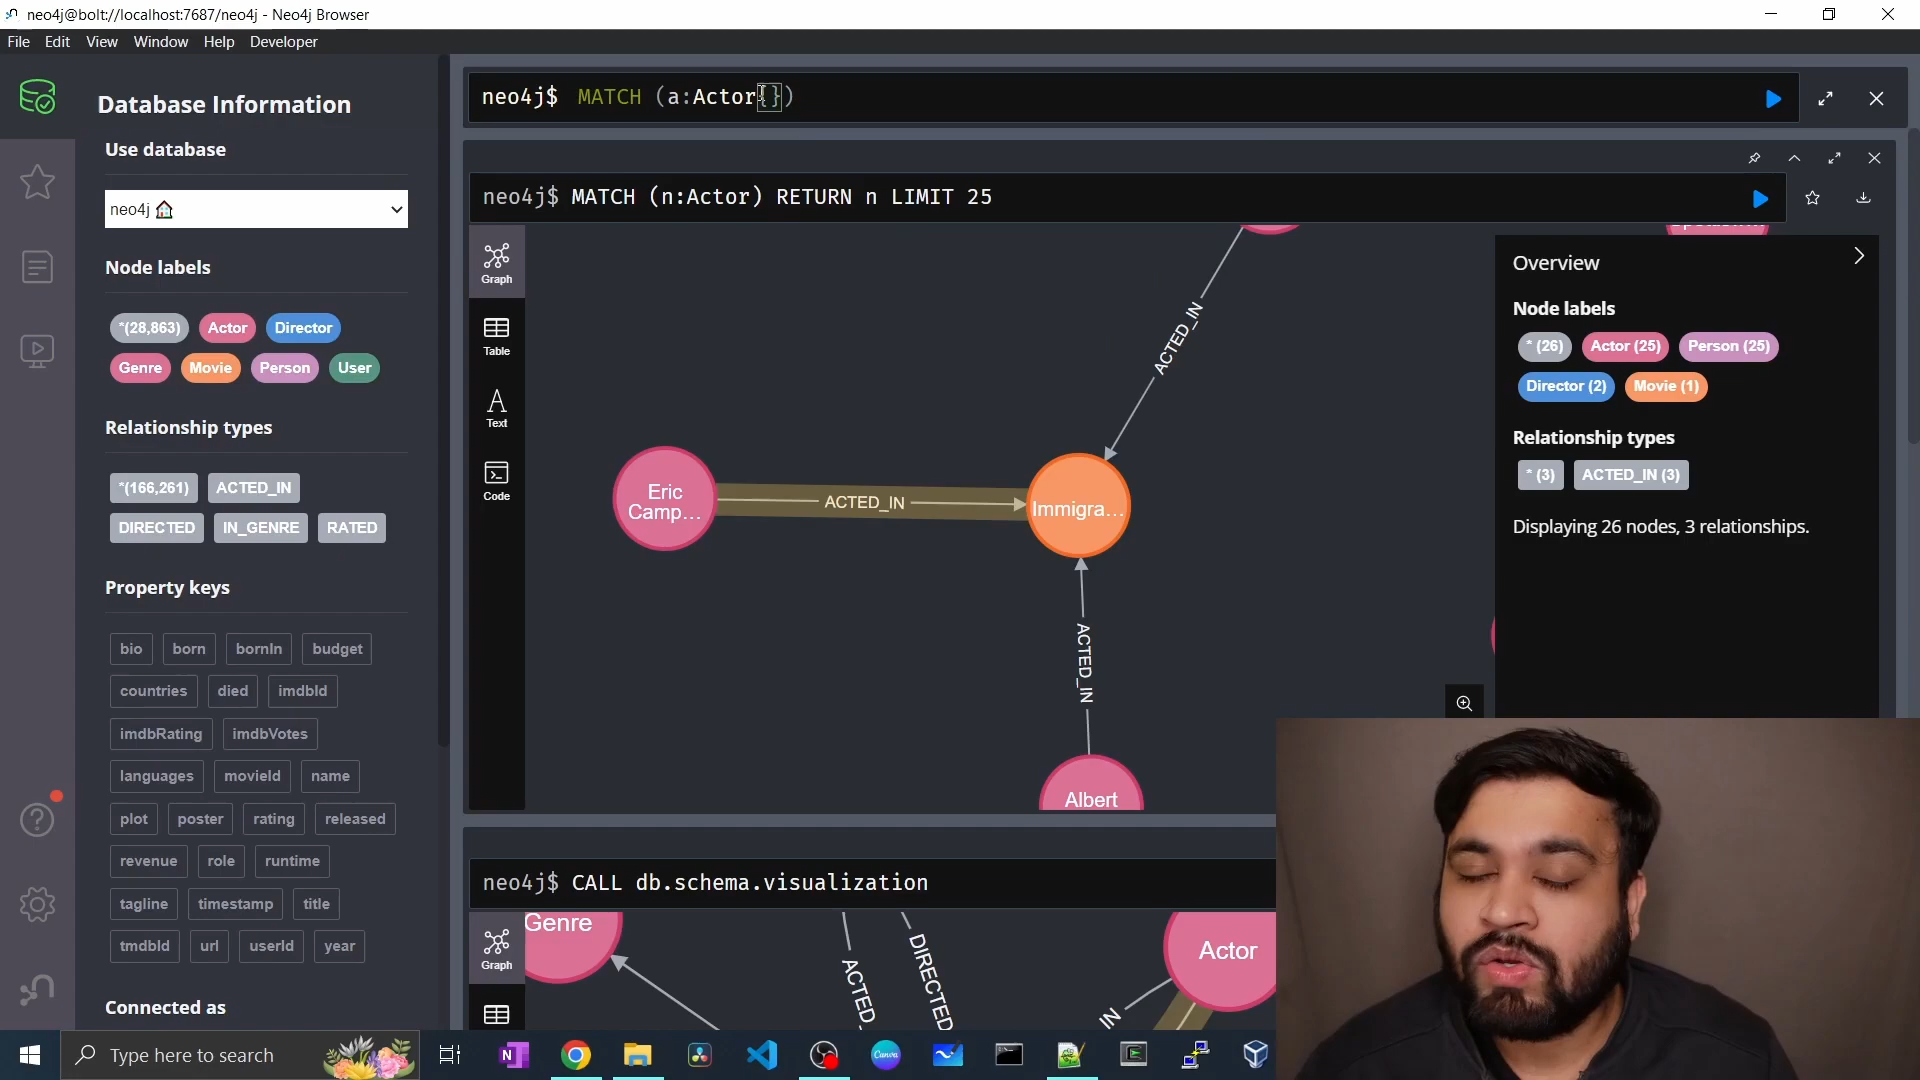 neo4j@bolt://localhost:7687/neo4j - Neo4j Browser
File Edit View Window Help Developer
Database Information
Use database
neo4j
Node labels
*(28,863) Actor Director
Genre Movie Person User
Relationship types
*(166,261) ACTED_IN
DIRECTED IN_GENRE RATED
Property keys
bio born bornIn budget
countries died imdbId
imdbRating imdbVotes
languages movieId name
plot poster rating released
revenue role runtime
tagline timestamp title
tmdbId url userId year
Connected as
neo4j$ MATCH (a:Actor{})
neo4j$ MATCH (n:Actor) RETURN n LIMIT 25
Graph
Table
Text
Code
ACTED_IN
Eric
Camp...
ACTED_IN
Immigra...
ACTED_IN
Albert
Overview
Node labels
* (26) Actor (25) Person (25)
Director (2) Movie (1)
Relationship types
* (3) ACTED_IN (3)
Displaying 26 nodes, 3 relationships.
neo4j$ CALL db.schema.visualization
Graph
Genre
ACTED_
DIRECTED
IN
Actor
Type here to search
Canva